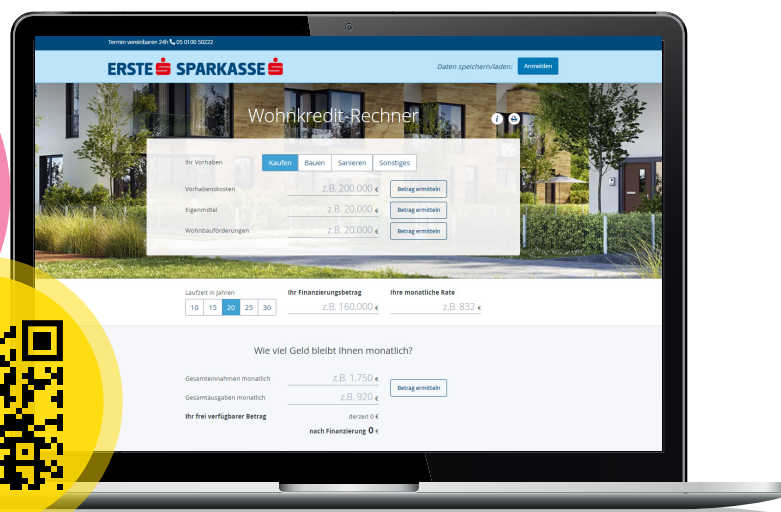 Termin vereinbaren 24h 05 0100 50222
ERSTE SPARKASSE
Daten speichern/laden: Anmelden
Wohnkredit-Rechner
i
Ihr Vorhaben Kaufen Bauen Sanieren Sonstiges
Vorhabenskosten z.B. 200.000 € Betrag ermitteln
Eigenmittel z.B. 20.000 € Betrag ermitteln
Wohnbauförderungen z.B. 20.000 € Betrag ermitteln
Laufzeit in Jahren Ihr Finanzierungsbetrag Ihre monatliche Rate
10 15 20 25 30 z.B. 160.000 € z.B. 832 €
Wie viel Geld bleibt Ihnen monatlich?
Gesamteinnahmen monatlich z.B. 1.750 € Betrag ermitteln
Gesamtausgaben monatlich z.B. 920 €
Ihr frei verfügbarer Betrag derzeit 0 €
nach Finanzierung 0 €